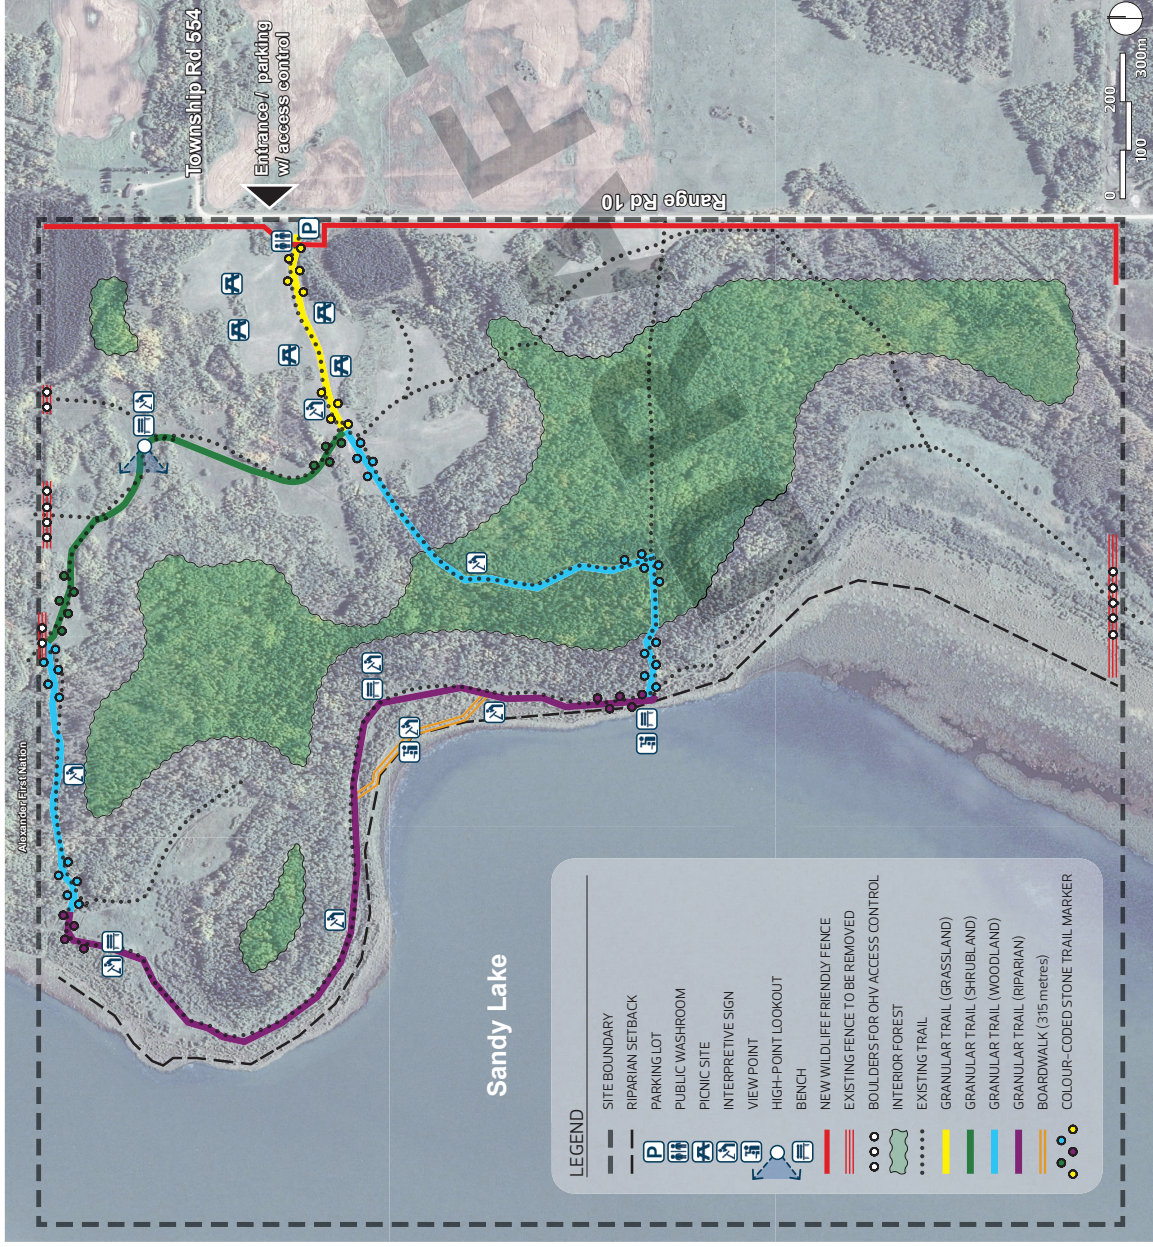 Township Rd 554
Entrance / parking
w/ access control
Range Rd 10
Alexander First Nation
Sandy Lake
0
100
200
300m
P
LEGEND
SITE BOUNDARY
RIPARIAN SETBACK
P PARKING LOT
PUBLIC WASHROOM
PICNIC SITE
INTERPRETIVE SIGN
VIEW POINT
HIGH-POINT LOOKOUT
BENCH
NEW WILDLIFE FRIENDLY FENCE
EXISTING FENCE TO BE REMOVED
BOULDERS FOR OHV ACCESS CONTROL
INTERIOR FOREST
EXISTING TRAIL
GRANULAR TRAIL (GRASSLAND)
GRANULAR TRAIL (SHRUBLAND)
GRANULAR TRAIL (WOODLAND)
GRANULAR TRAIL (RIPARIAN)
BOARDWALK (315 metres)
COLOUR-CODED STONE TRAIL MARKER